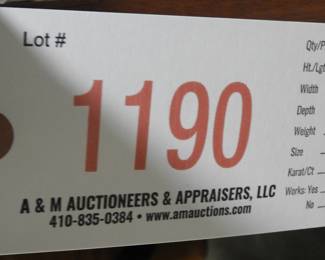 Lot #
Qty/P
Ht./Lgt
Width
Depth
Weight
Size
Karat/Ct
Works: Yes
No
1190
A & M AUCTIONEERS & APPRAISERS, LLC
410-835-0384 • www.amauctions.com